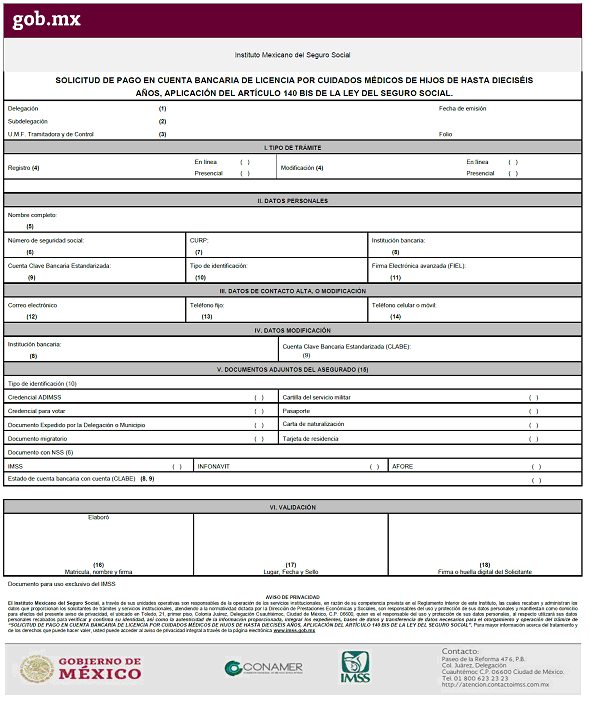 gob.mx
Instituto Mexicano del Seguro Social
SOLICITUD DE PAGO EN CUENTA BANCARIA DE LICENCIA POR CUIDADOS MÉDICOS DE HIJOS DE HASTA DIECISÉIS
AÑOS, APLICACIÓN DEL ARTÍCULO 140 BIS DE LA LEY DEL SEGURO SOCIAL.
Delegación (1) Fecha de emisión
Subdelegación (2)
U.M.F. Tramitadora y de Control (3) Folio
I. TIPO DE TRÁMITE
Registro (4) En línea ( ) Modificación (4) En línea ( )
Presencial ( ) Presencial ( )
II. DATOS PERSONALES
Nombre completo:
(5)
Número de seguridad social: CURP: Institución bancaria:
(6) (7) (8)
Cuenta Clave Bancaria Estandarizada: Tipo de identificación: Firma Electrónica avanzada (FIEL):
(9) (10) (11)
III. DATOS DE CONTACTO ALTA, O MODIFICACIÓN
Correo electrónico Teléfono fijo: Teléfono celular o móvil:
(12) (13) (14)
IV. DATOS MODIFICACIÓN
Institución bancaria: Cuenta Clave Bancaria Estandarizada (CLABE):
(8) (9)
V. DOCUMENTOS ADJUNTOS DEL ASEGURADO (15)
Tipo de identificación (10)
Credencial ADIMSS ( ) Cartilla del servicio militar ( )
Credencial para votar ( ) Pasaporte ( )
Documento Expedido por la Delegación o Municipio ( ) Carta de naturalización ( )
Documento migratorio ( ) Tarjeta de residencia ( )
Documento con NSS (6)
IMSS ( ) INFONAVIT ( ) AFORE ( )
Estado de cuenta bancaria con cuenta (CLABE) (8, 9) ( )
VI. VALIDACIÓN
Elaboró
(16) (17) (18)
Matrícula, nombre y firma Lugar, Fecha y Sello Firma o huella digital del Solicitante
Documento para uso exclusivo del IMSS
AVISO DE PRIVACIDAD
El Instituto Mexicano del Seguro Social, a través de sus unidades operativas son responsables de la operación de los servicios institucionales, en razón de su competencia prevista en el Reglamento Interior de este Instituto, las cuales recaban y administran los
datos que proporcionan los solicitantes de trámites y servicios institucionales, atendiendo a la normatividad dictada por la Dirección de Prestaciones Económicas y Sociales, son responsables del uso y protección de sus datos personales y manifiestan como domicilio
para efectos del presente aviso de privacidad, el ubicado en Toledo, 21, primer piso, Colonia Juárez, Delegación Cuauhtémoc, Ciudad de México, C.P. 06600, quien es el responsable del uso y protección de sus datos personales, al respecto utilizará sus datos
personales recabados para verificar y confirma su identidad, así como la autenticidad de la información proporcionada, integrar los expedientes, bases de datos y transferencia de datos necesarios para el otorgamiento y operación del trámite de
"SOLICITUD DE PAGO EN CUENTA BANCARIA DE LICENCIA POR CUIDADOS MÉDICOS DE HIJOS DE HASTA DIECISÉIS AÑOS, APLICACIÓN DEL ARTÍCULO 140 BIS DE LA LEY DEL SEGURO SOCIAL". Para mayor información acerca del tratamiento y
de los derechos que puede hacer valer, usted puede acceder al aviso de privacidad integral a través de la página electrónica www.imss.gob.mx
GOBIERNO DE
MÉXICO
CONAMER
IMSS
Contacto:
Paseo de la Reforma 476, P.B.
Col. Juárez, Delegación
Cuauhtémoc C.P. 06600 Ciudad de México.
Tel. 01 800 623 23 23
http://atencion.contactoimss.com.mx